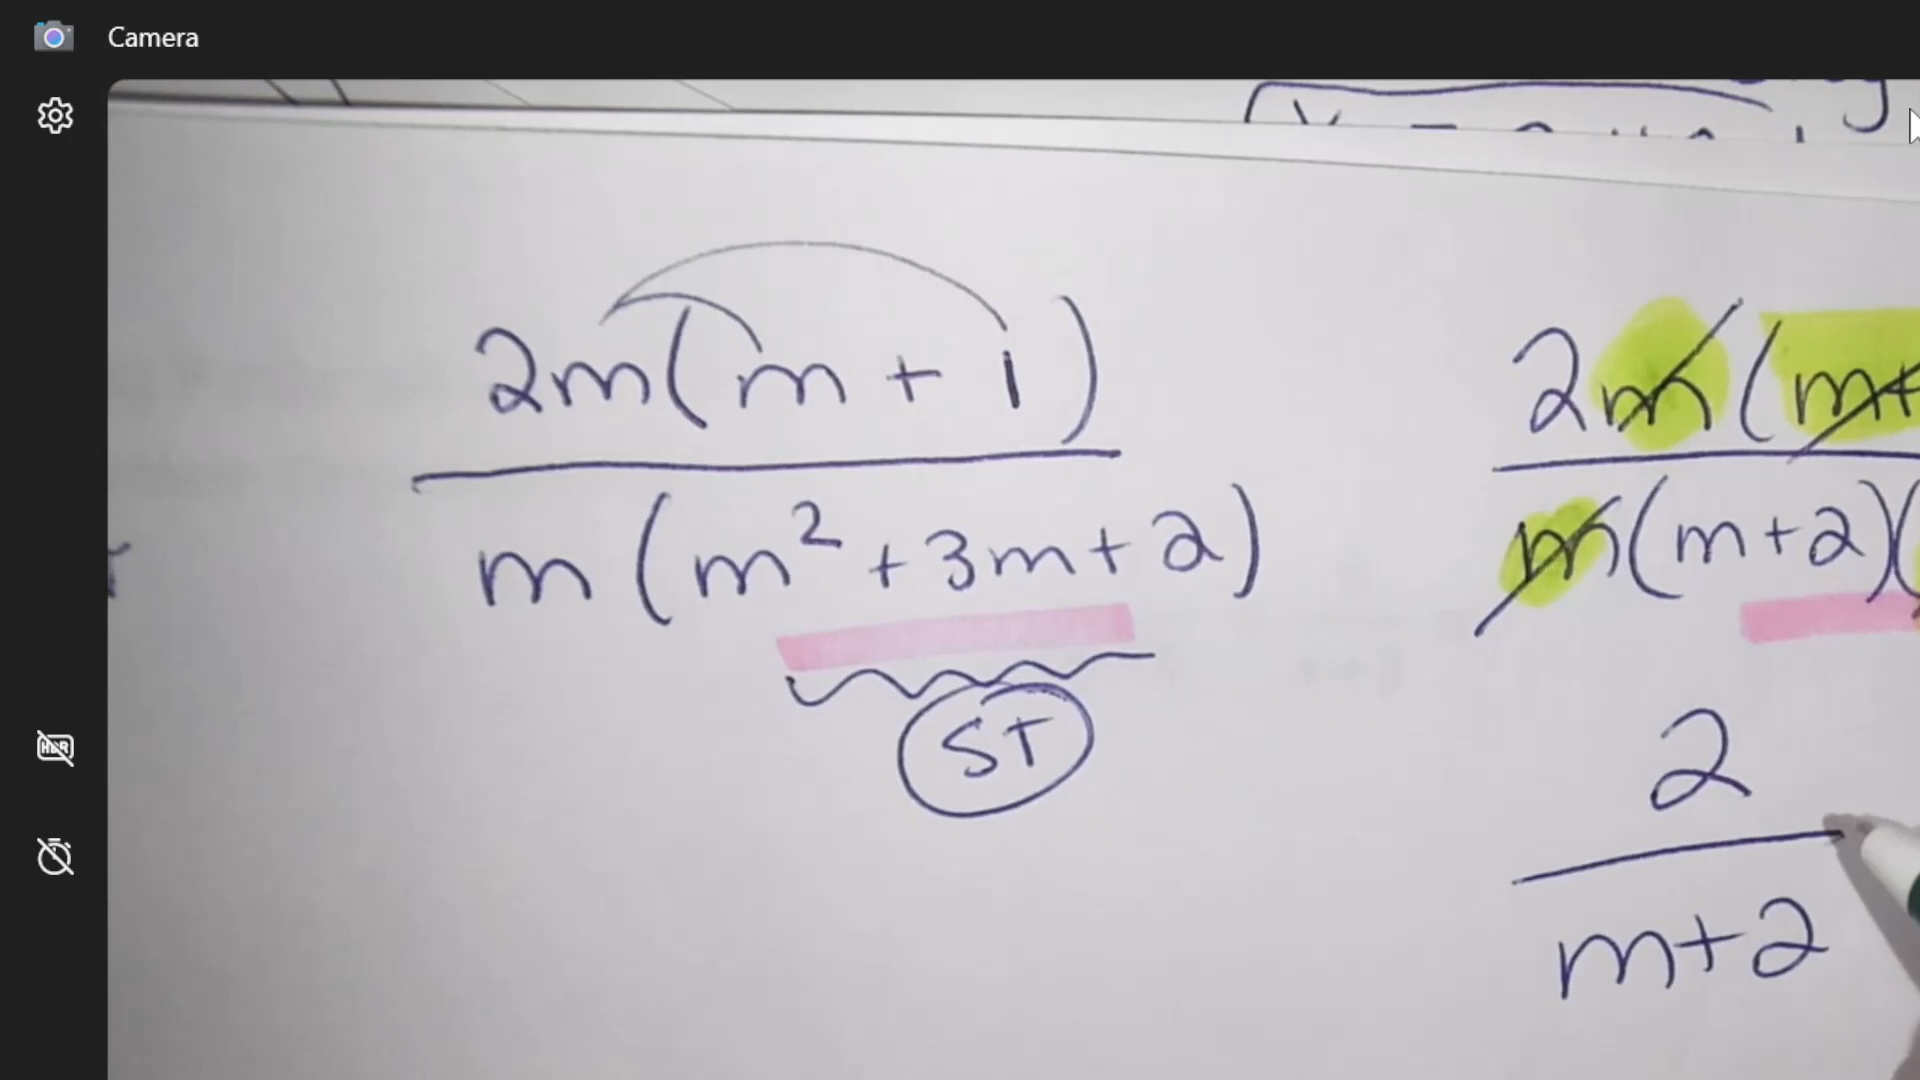 Camera
2m(m + 1)
m(m² + 3m + 2)
ST
2m(m+
m(m+2)(
2
m+2